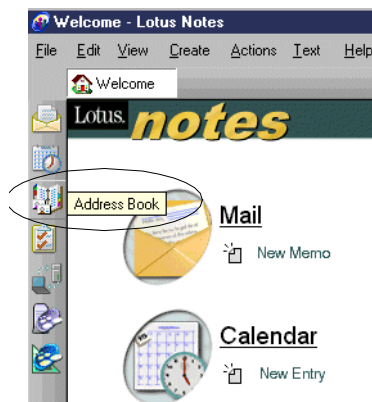 Welcome - Lotus Notes
File Edit View Create Actions Text Help
Welcome
Lotus. notes
Address Book
Mail
New Memo
Calendar
New Entry